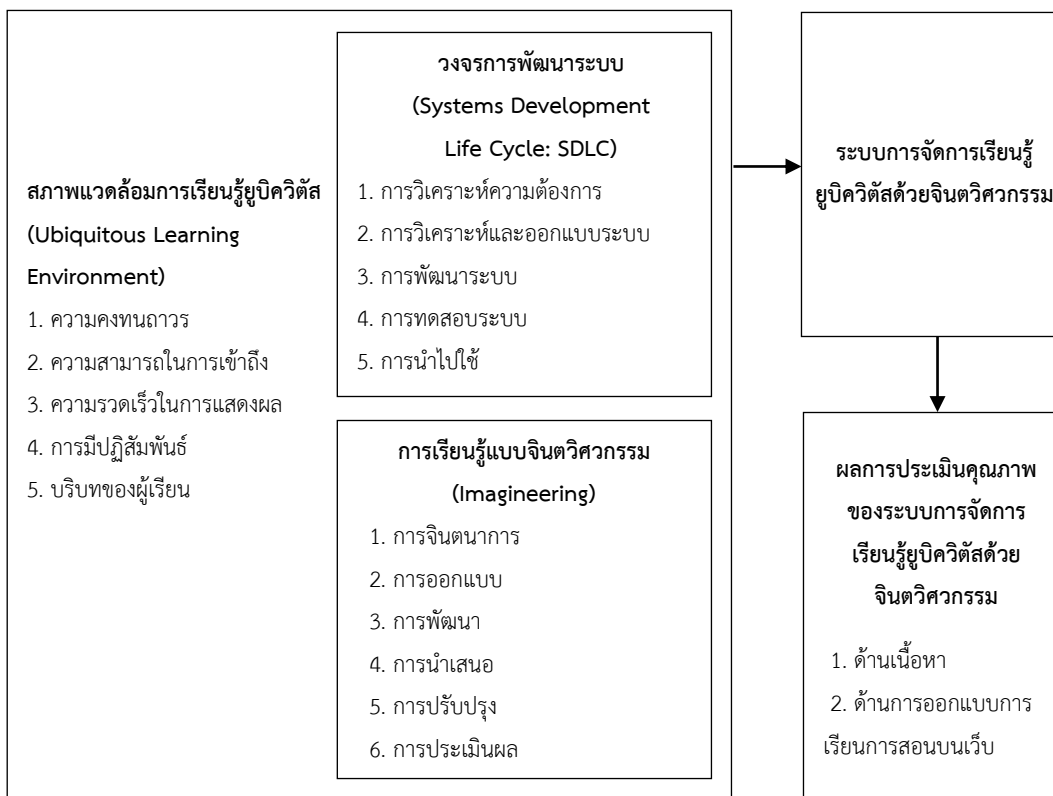 สภาพแวดล้อมการเรียนรู้ยูบิควิตัส
(Ubiquitous Learning
Environment)
1. ความคงทนถาวร
2. ความสามารถในการเข้าถึง
3. ความรวดเร็วในการแสดงผล
4. การมีปฏิสัมพันธ์
5. บริบทของผู้เรียน
วงจรการพัฒนาระบบ
(Systems Development
Life Cycle: SDLC)
1. การวิเคราะห์ความต้องการ
2. การวิเคราะห์และออกแบบระบบ
3. การพัฒนาระบบ
4. การทดสอบระบบ
5. การนำไปใช้
การเรียนรู้แบบจินตวิศวกรรม
(Imagineering)
1. การจินตนาการ
2. การออกแบบ
3. การพัฒนา
4. การนำเสนอ
5. การปรับปรุง
6. การประเมินผล
ระบบการจัดการเรียนรู้
ยูบิควิตัสด้วยจินตวิศวกรรม
ผลการประเมินคุณภาพ
ของระบบการจัดการ
เรียนรู้ยูบิควิตัสด้วย
จินตวิศวกรรม
1. ด้านเนื้อหา
2. ด้านการออกแบบการ
เรียนการสอนบนเว็บ